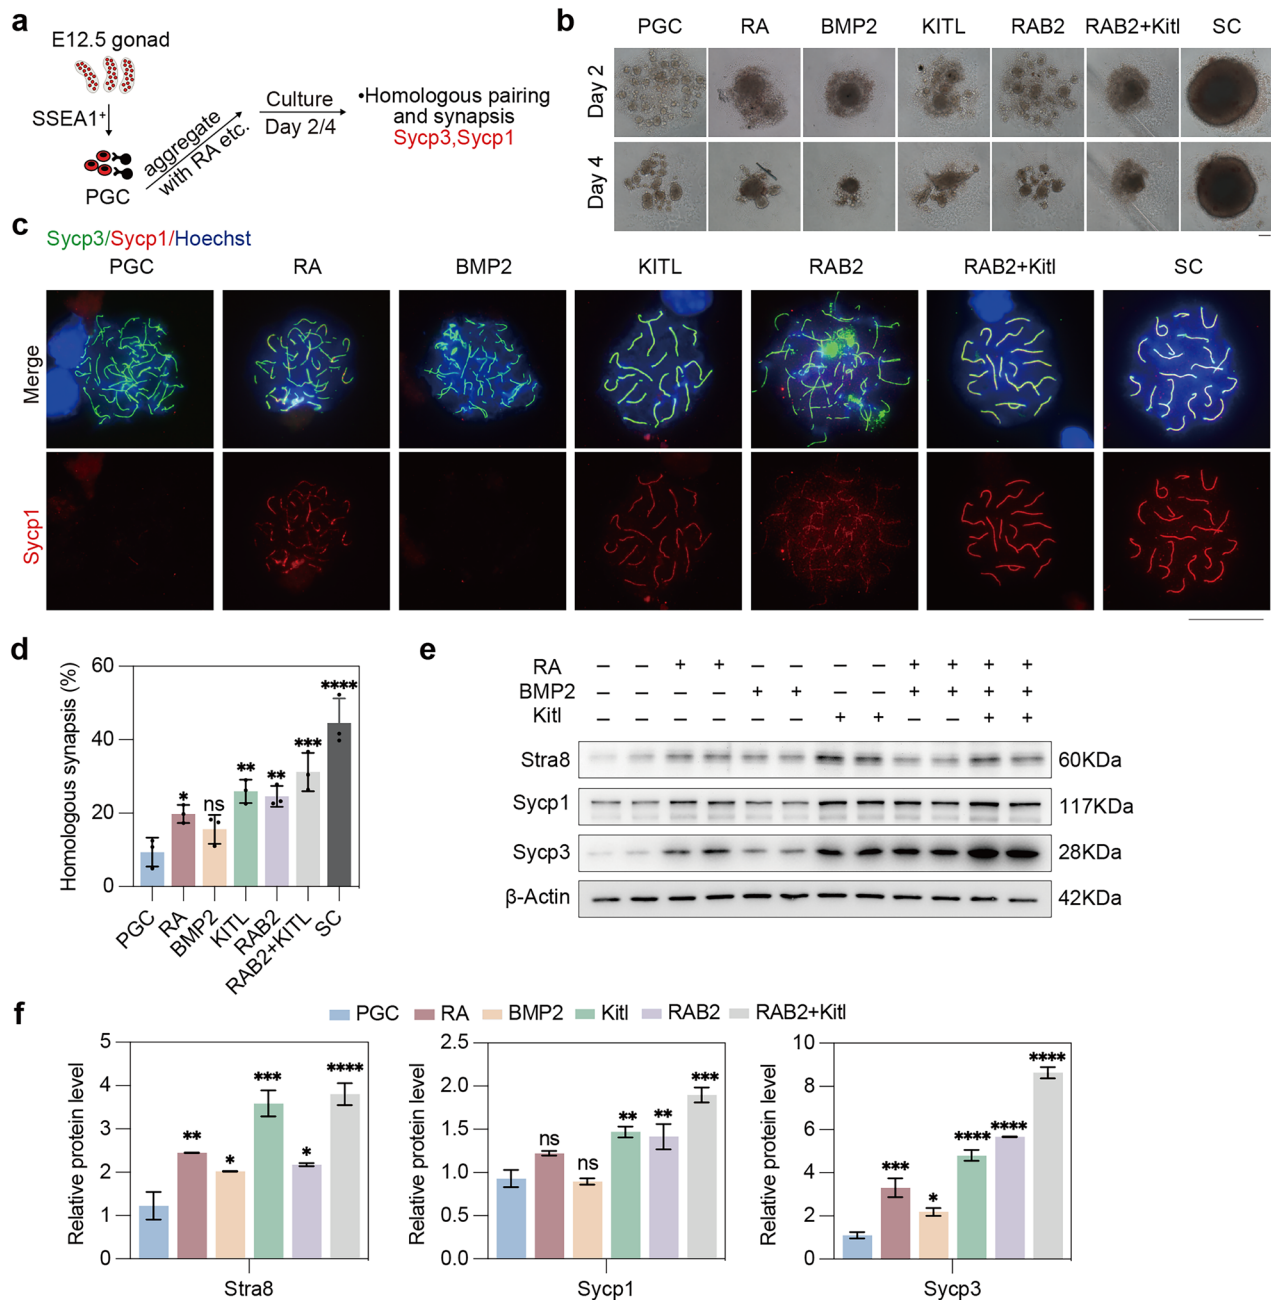 a
E12.5 gonad
SSEA1+
PGC
aggregate
with RA etc.
Culture
Day 2/4
•Homologous pairing
and synapsis
Sycp3,Sycp1
b
PGC RA BMP2 KITL RAB2 RAB2+Kitl SC
Day 2
Day 4
c
Sycp3/Sycp1/Hoechst
PGC RA BMP2 KITL RAB2 RAB2+Kitl SC
Merge
Sycp1
d
Homologous synapsis (%)
60
40
20
0
* ns ** ** *** ****
PGC RA BMP2 KITL RAB2 RAB2+KITL SC
e
RA – – + + – – – – + + + +
BMP2 – – – – + + – – + + + +
Kitl – – – – – – + + – – + +
Stra8 60KDa
Sycp1 117KDa
Sycp3 28KDa
β-Actin 42KDa
f
PGC RA BMP2 Kitl RAB2 RAB2+Kitl
Relative protein level
5
4
3
2
1
0
** * *** * ****
Stra8
Relative protein level
2.5
2.0
1.5
1.0
0.5
0.0
ns ns ** ** ***
Sycp1
Relative protein level
10
8
6
4
2
0
*** * **** **** ****
Sycp3